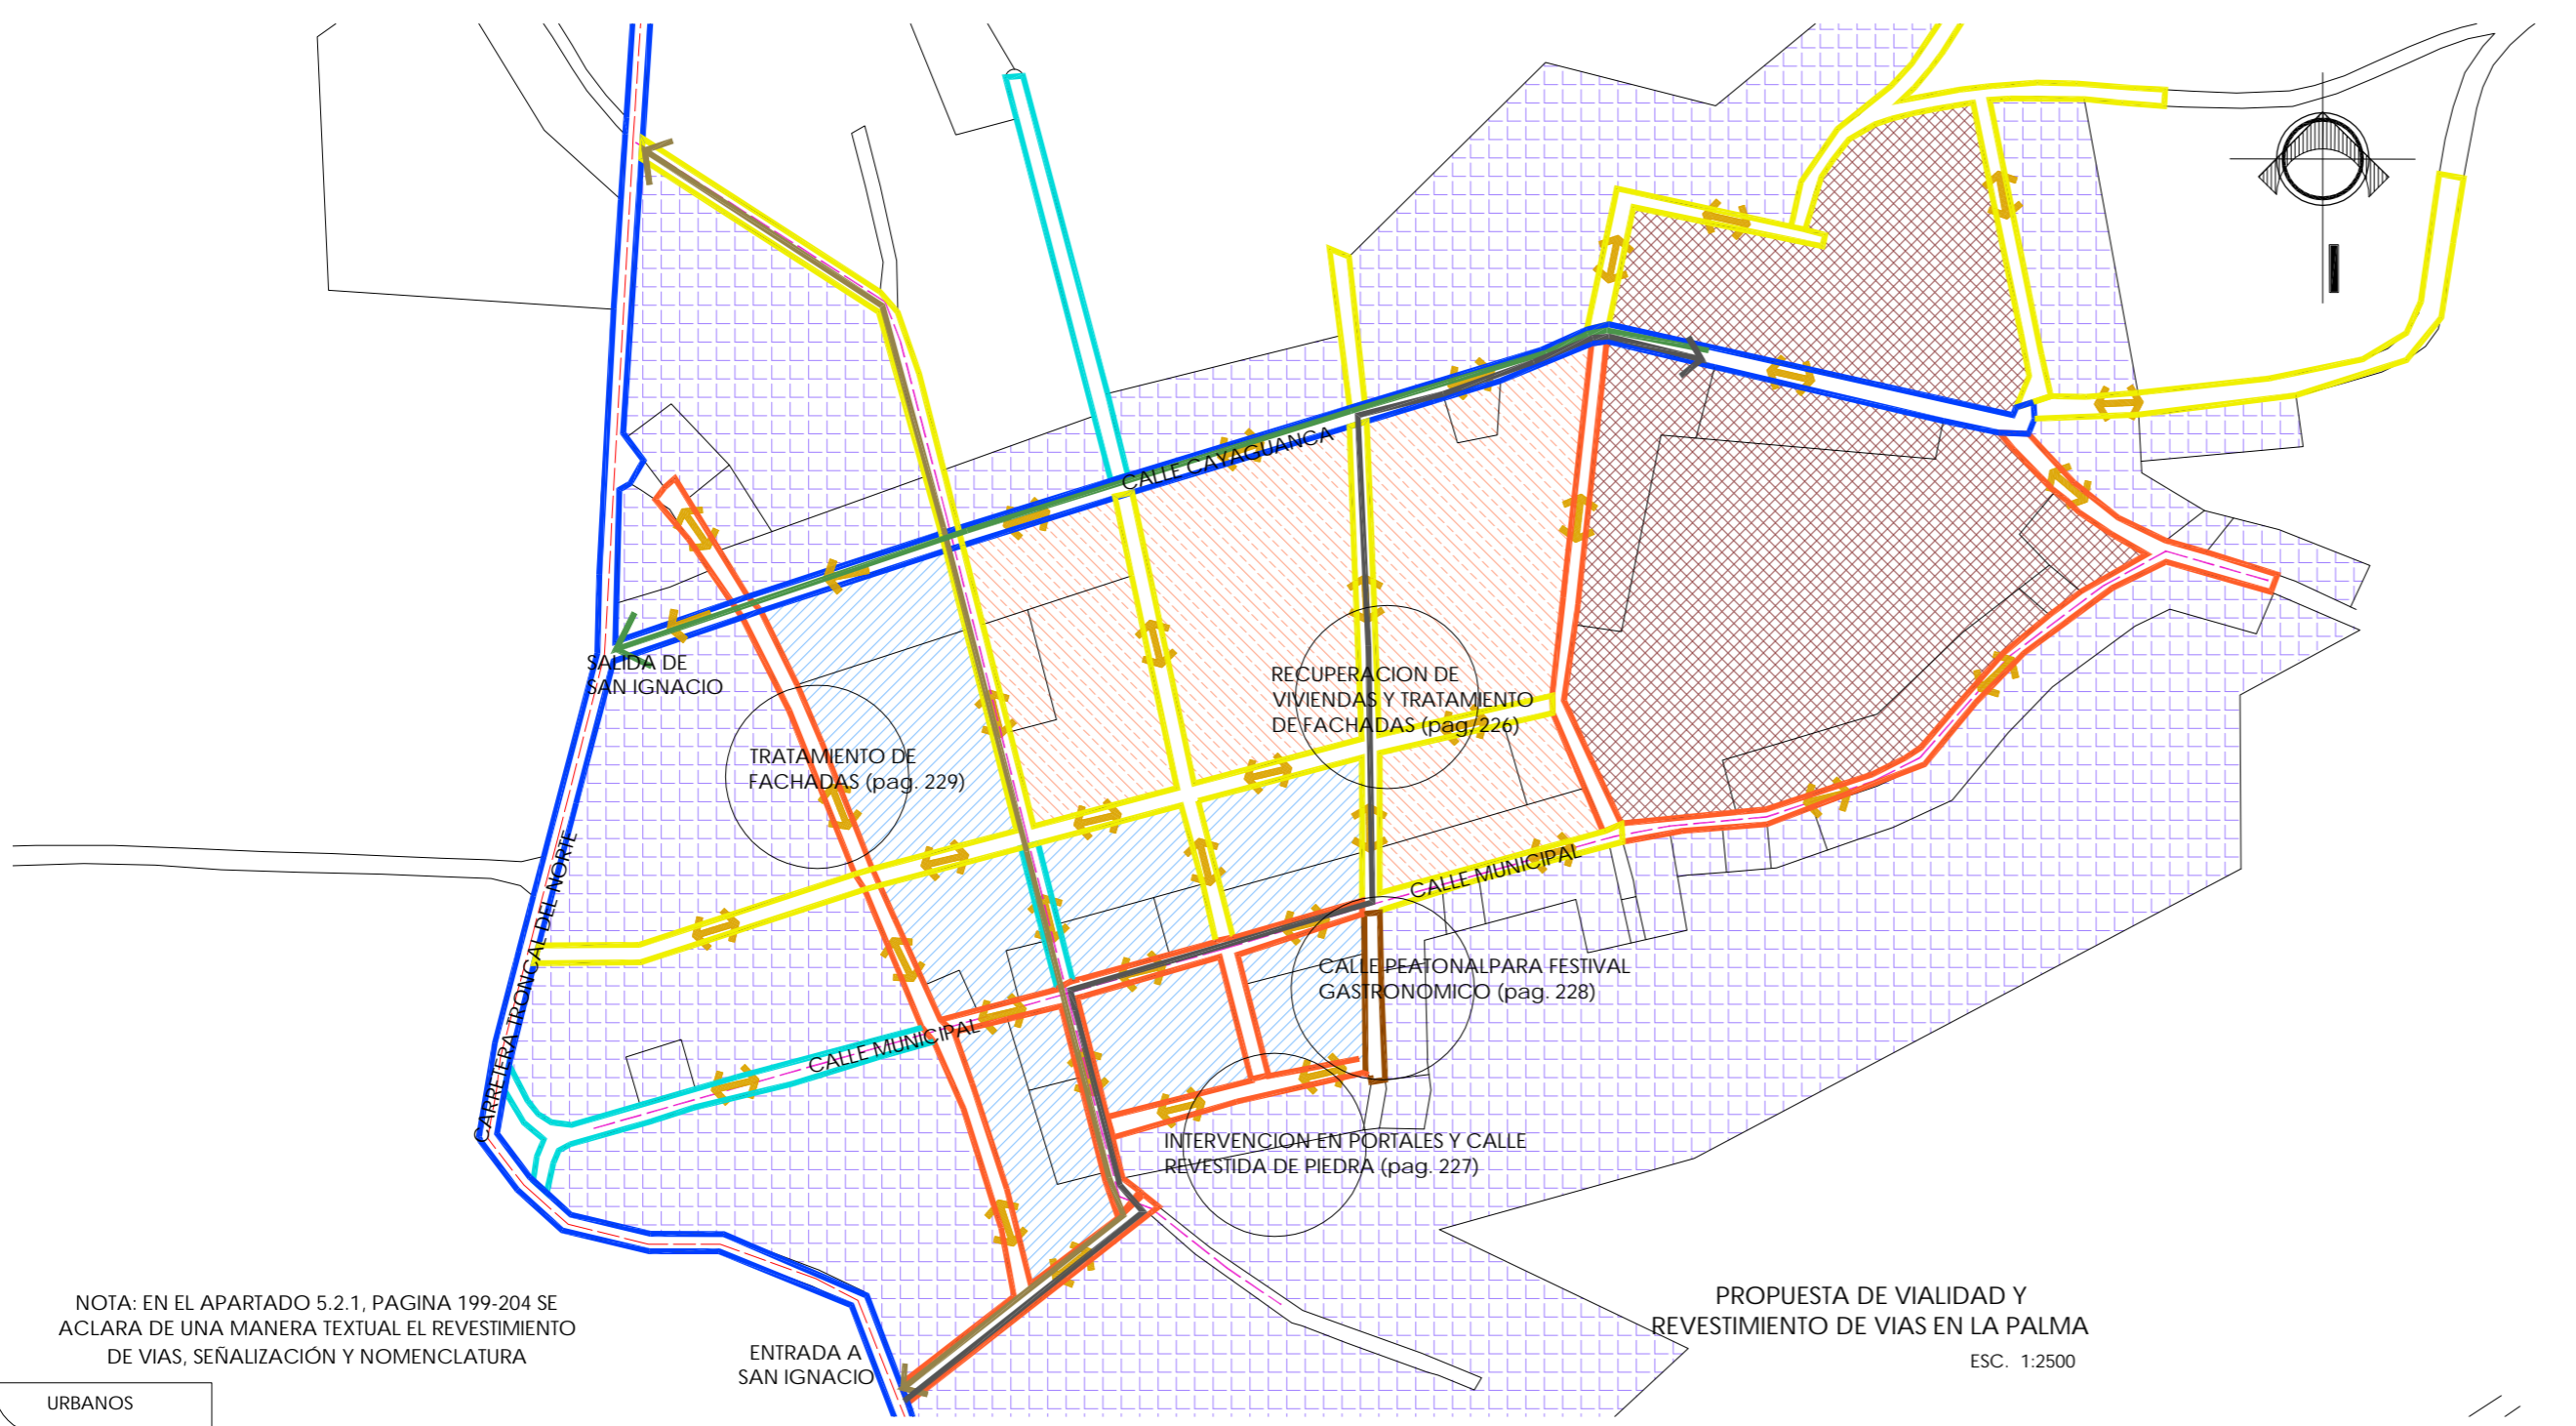 CALLE CAYAGUANCA
SALIDA DE
SAN IGNACIO
RECUPERACION DE
VIVIENDAS Y TRATAMIENTO
DE FACHADAS (pag. 226)
TRATAMIENTO DE
FACHADAS (pag. 229)
CARRETERA TRONCAL DEL NORTE
CALLE MUNICIPAL
CALLE PEATONALPARA FESTIVAL
GASTRONOMICO (pag. 228)
CALLE MUNICIPAL
INTERVENCION EN PORTALES Y CALLE
REVESTIDA DE PIEDRA (pag. 227)
NOTA: EN EL APARTADO 5.2.1, PAGINA 199-204 SE
ACLARA DE UNA MANERA TEXTUAL EL REVESTIMIENTO
DE VIAS, SEÑALIZACIÓN Y NOMENCLATURA
ENTRADA A
SAN IGNACIO
PROPUESTA DE VIALIDAD Y
REVESTIMIENTO DE VIAS EN LA PALMA
ESC. 1:2500
URBANOS